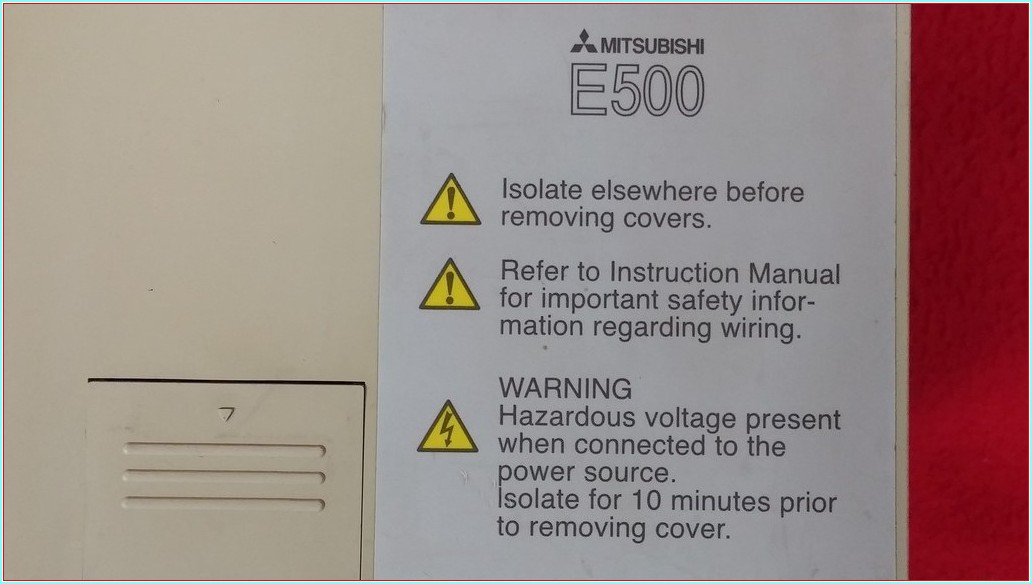 MITSUBISHI
E500
Isolate elsewhere before
removing covers.
Refer to Instruction Manual
for important safety infor-
mation regarding wiring.
WARNING
Hazardous voltage present
when connected to the
power source.
Isolate for 10 minutes prior
to removing cover.